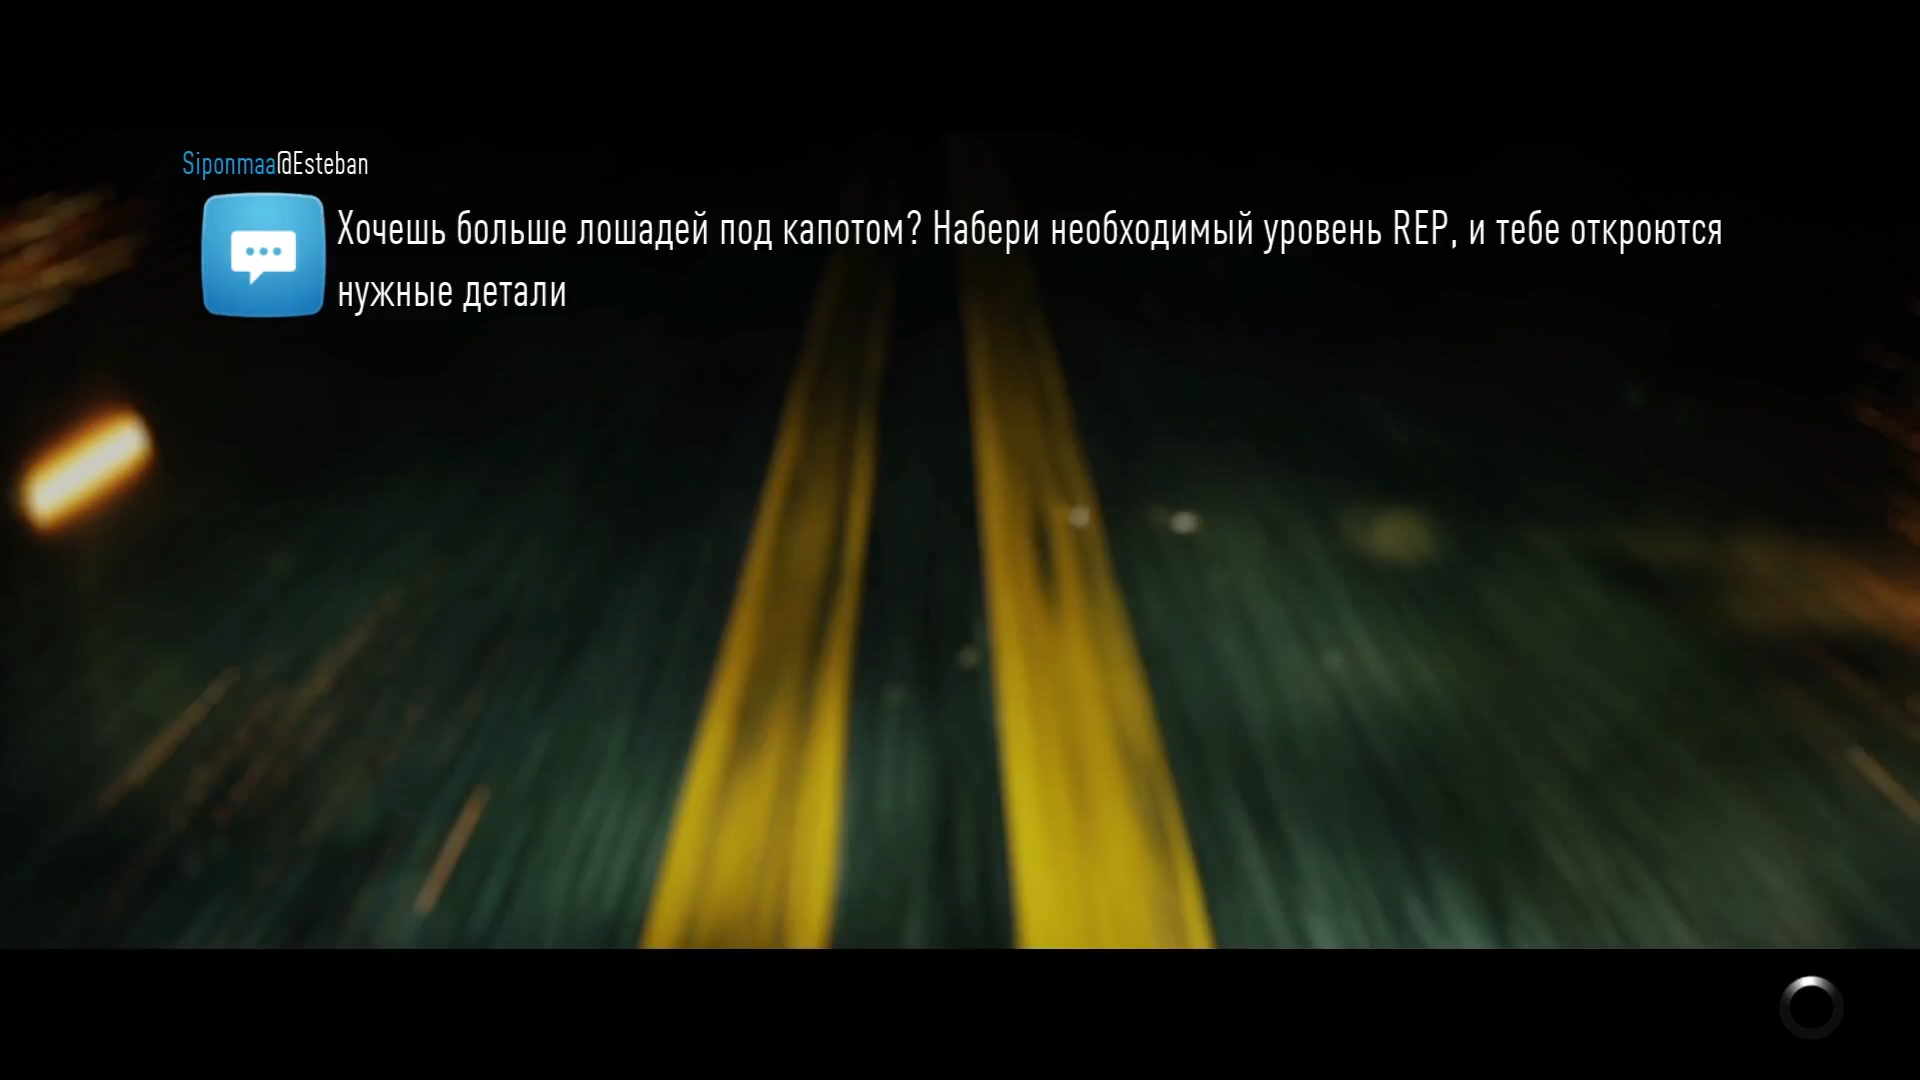 Siponmaa@Esteban
Хочешь больше лошадей под капотом? Набери необходимый уровень REP, и тебе откроются
нужные детали